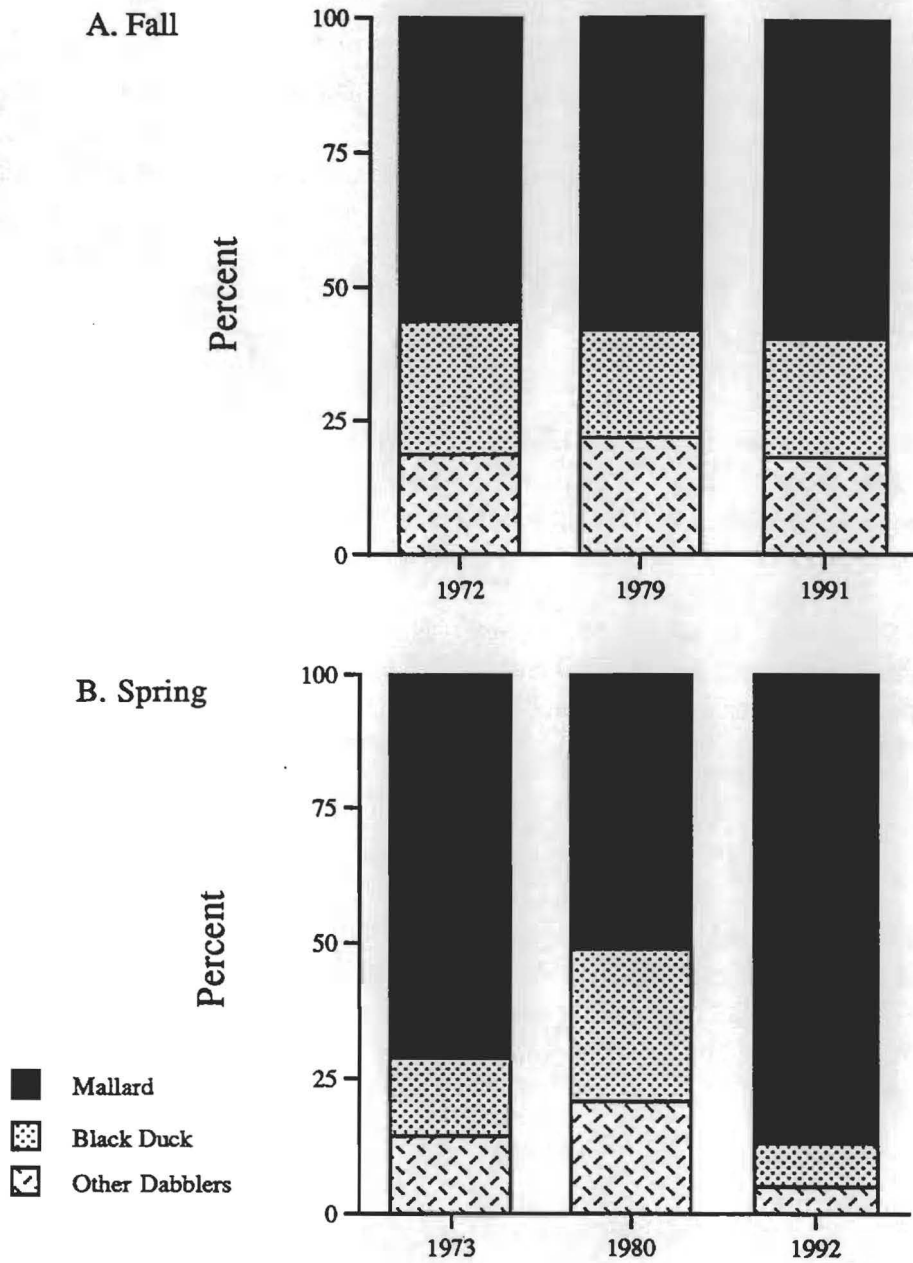 A. Fall
100
75
50
25
0
Percent
1972 1979 1991
B. Spring
100
75
50
25
0
Percent
1973 1980 1992
Mallard
Black Duck
Other Dabblers